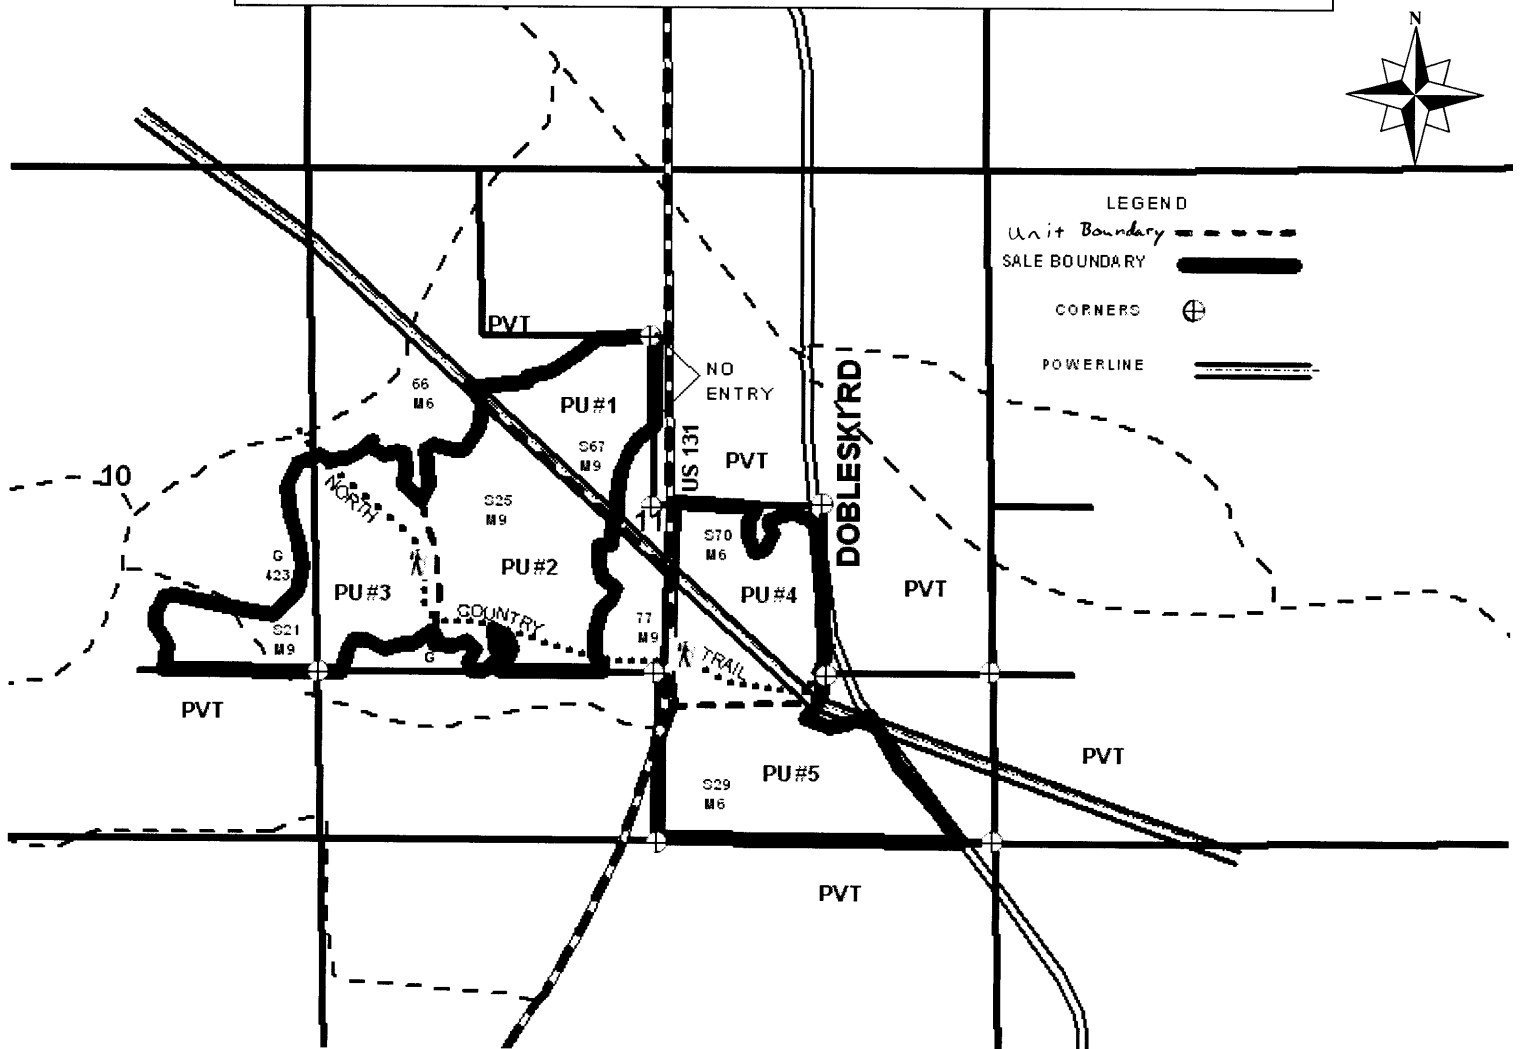 N
LEGEND
Unit Boundary
SALE BOUNDARY
CORNERS
POWERLINE
PVT
NO
ENTRY
66
M6
PU#1
DOBLESKI RD
S67
M9
US 131
PVT
10
NORTH
S25
M9
11
S70
M6
G
423
PU#3
PU#2
PU#4
PVT
COUNTRY
S21
M9
77
M9
G
TRAIL
PVT
PVT
S29
M6
PU#5
PVT